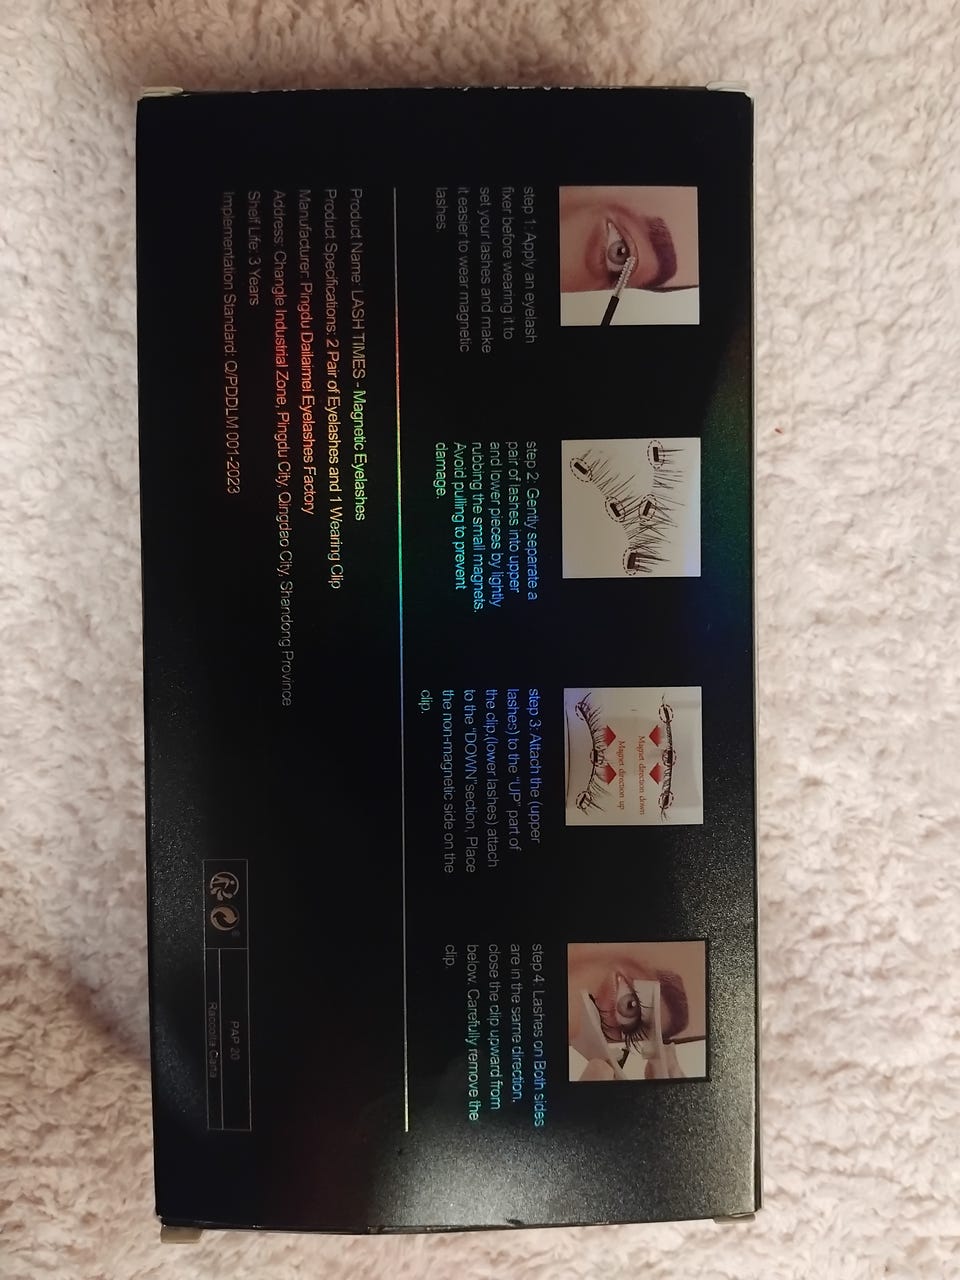 step 1: Apply an eyelash
fixer before wearing it to
set your lashes and make
it easier to wear magnetic
lashes.
step 2: Gently separate a
pair of lashes into upper
and lower pieces by lightly
rubbing the small magnets.
Avoid pulling to prevent
damage.
Magnet direction down
Magnet direction up
step 3: Attach the (upper
lashes) to the "UP" part of
the clip,(lower lashes) attach
to the "DOWN"section, Place
the non-magnetic side on the
clip.
step 4: Lashes on Both sides
are in the same direction,
close the clip upward from
below. Carefully remove the
clip.
Product Name: LASH TIMES - Magnetic Eyelashes
Product Specifications: 2 Pair of Eyelashes and 1 Wearing Clip
Manufacturer: Pingdu Dailaimei Eyelashes Factory
Address: Changle Industrial Zone, Pingdu City, Qingdao City, Shandong Province
Shelf Life: 3 Years
Implementation Standard: Q/PDDLM 001-2023
PAP 20
Raccolta Carta